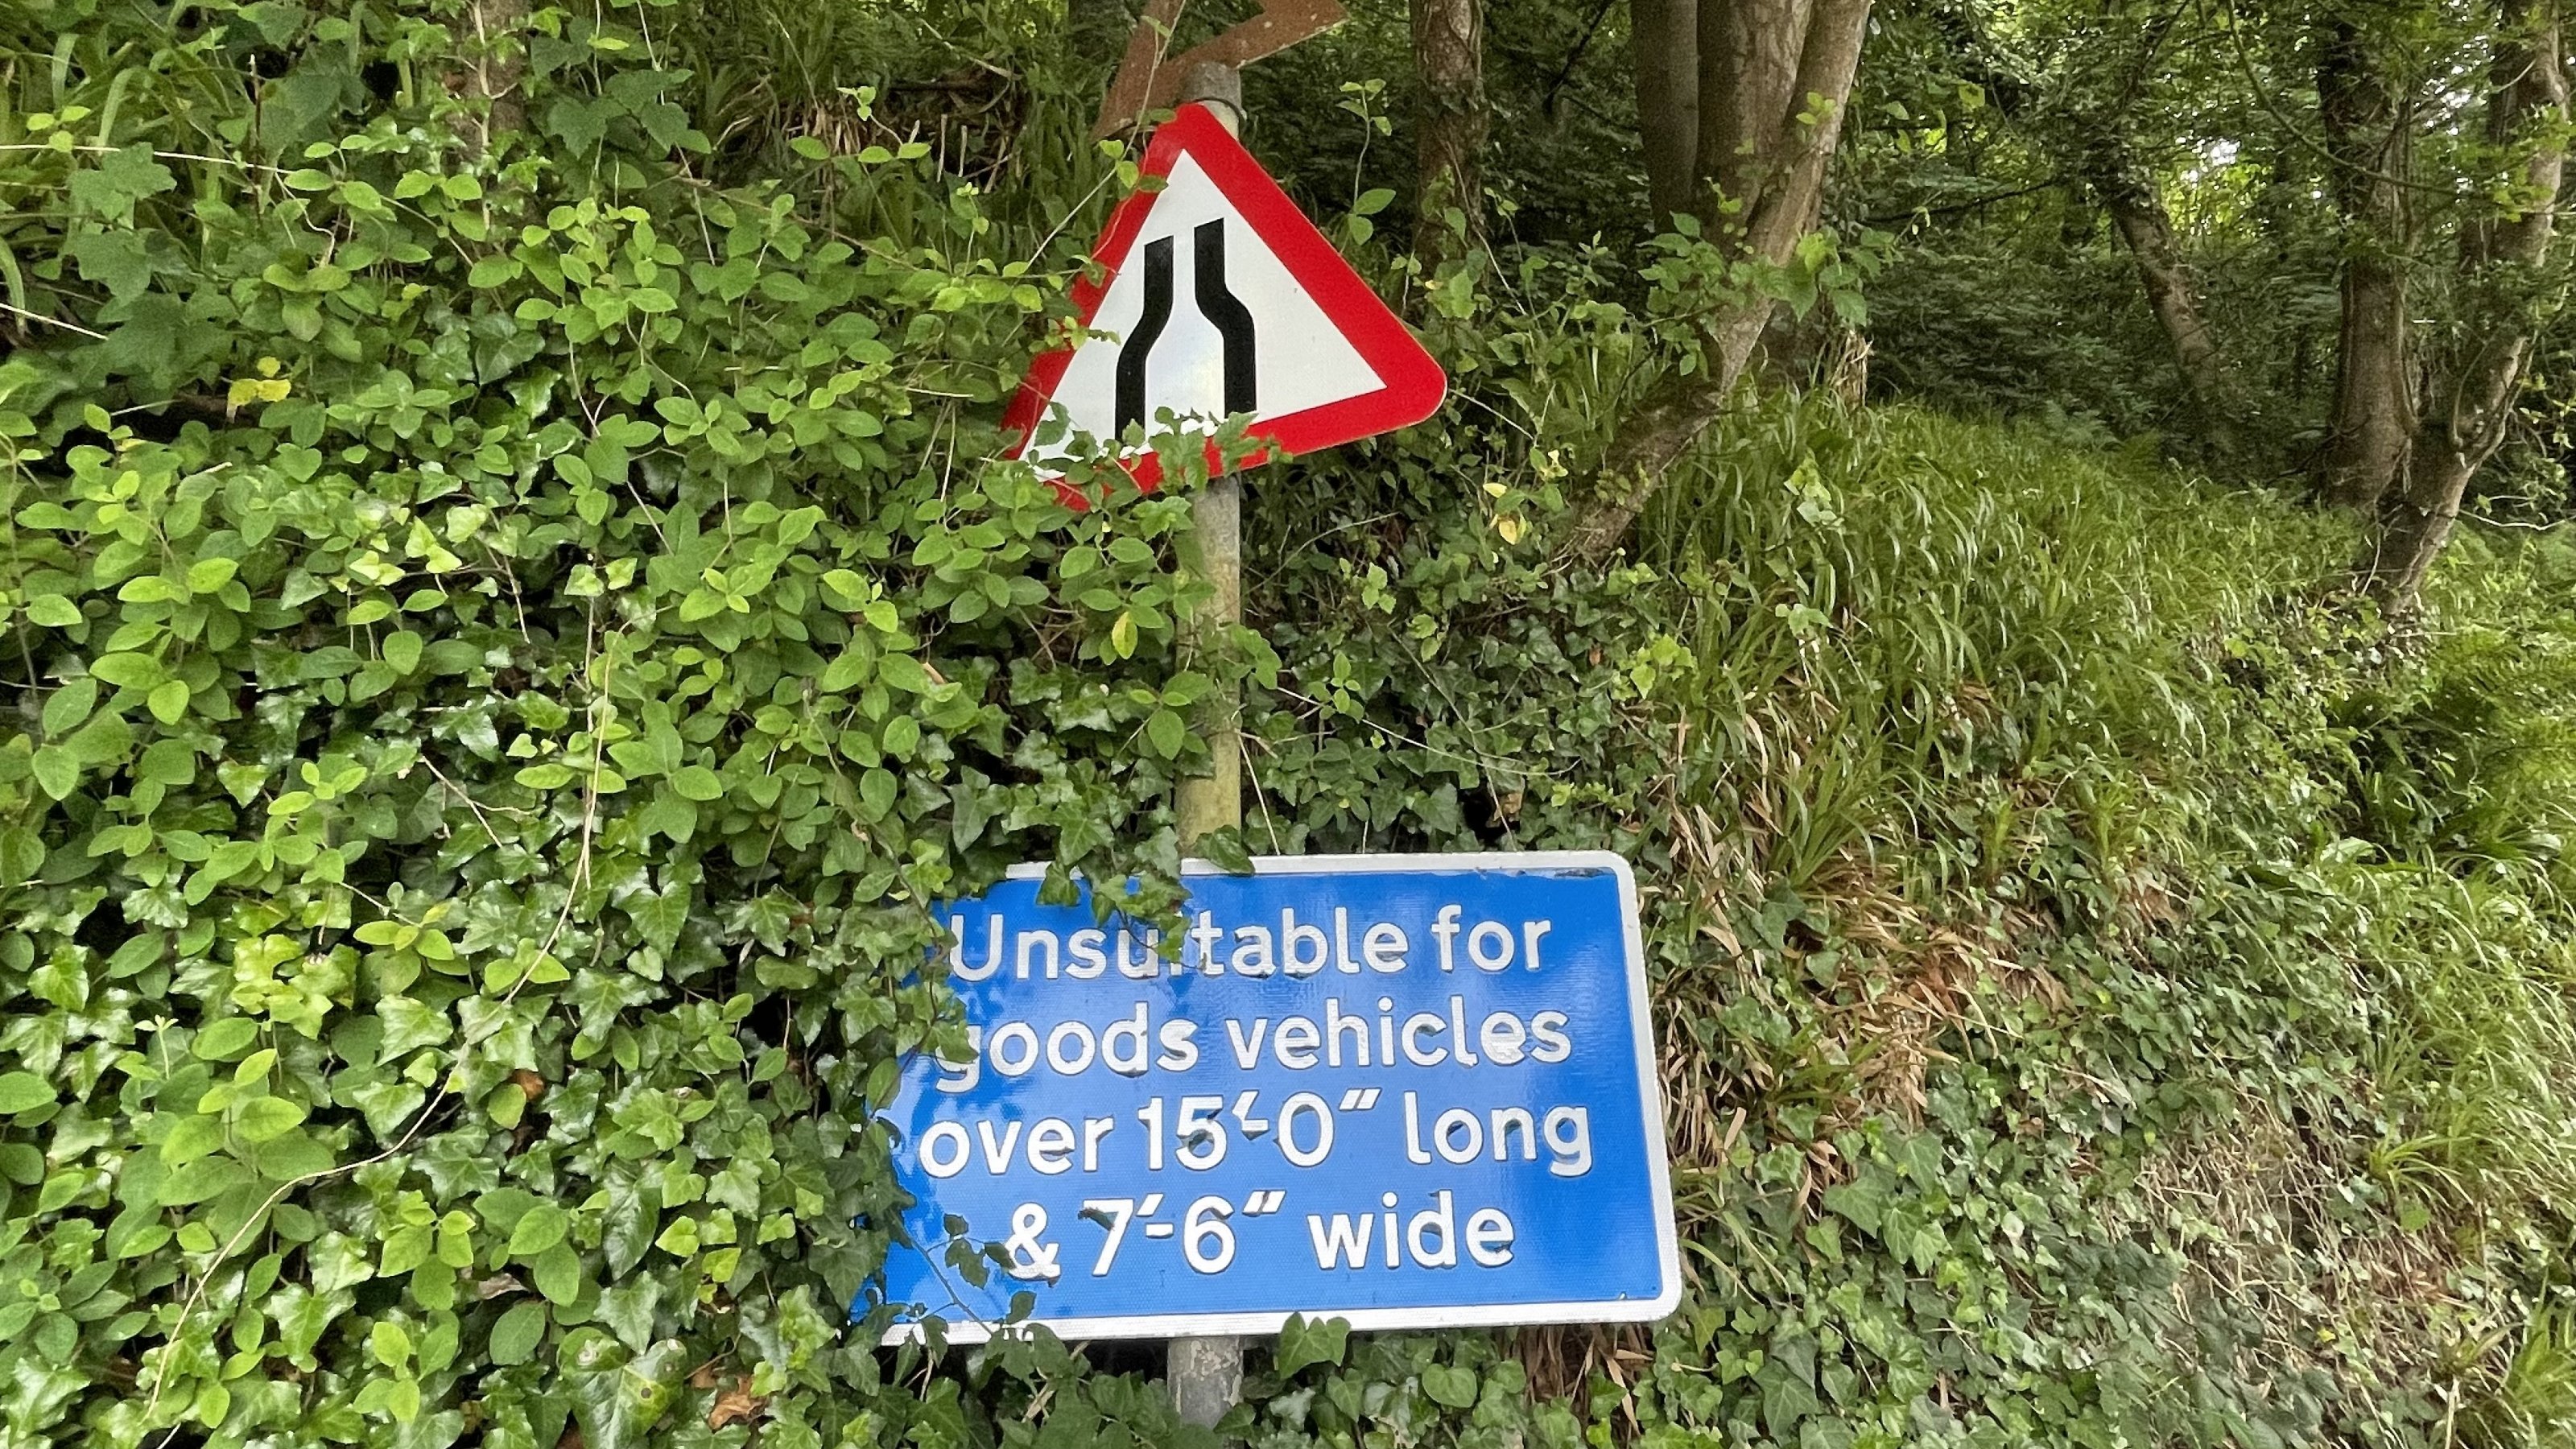 Unsuitable for
goods vehicles
over 15'-0" long
& 7'-6" wide